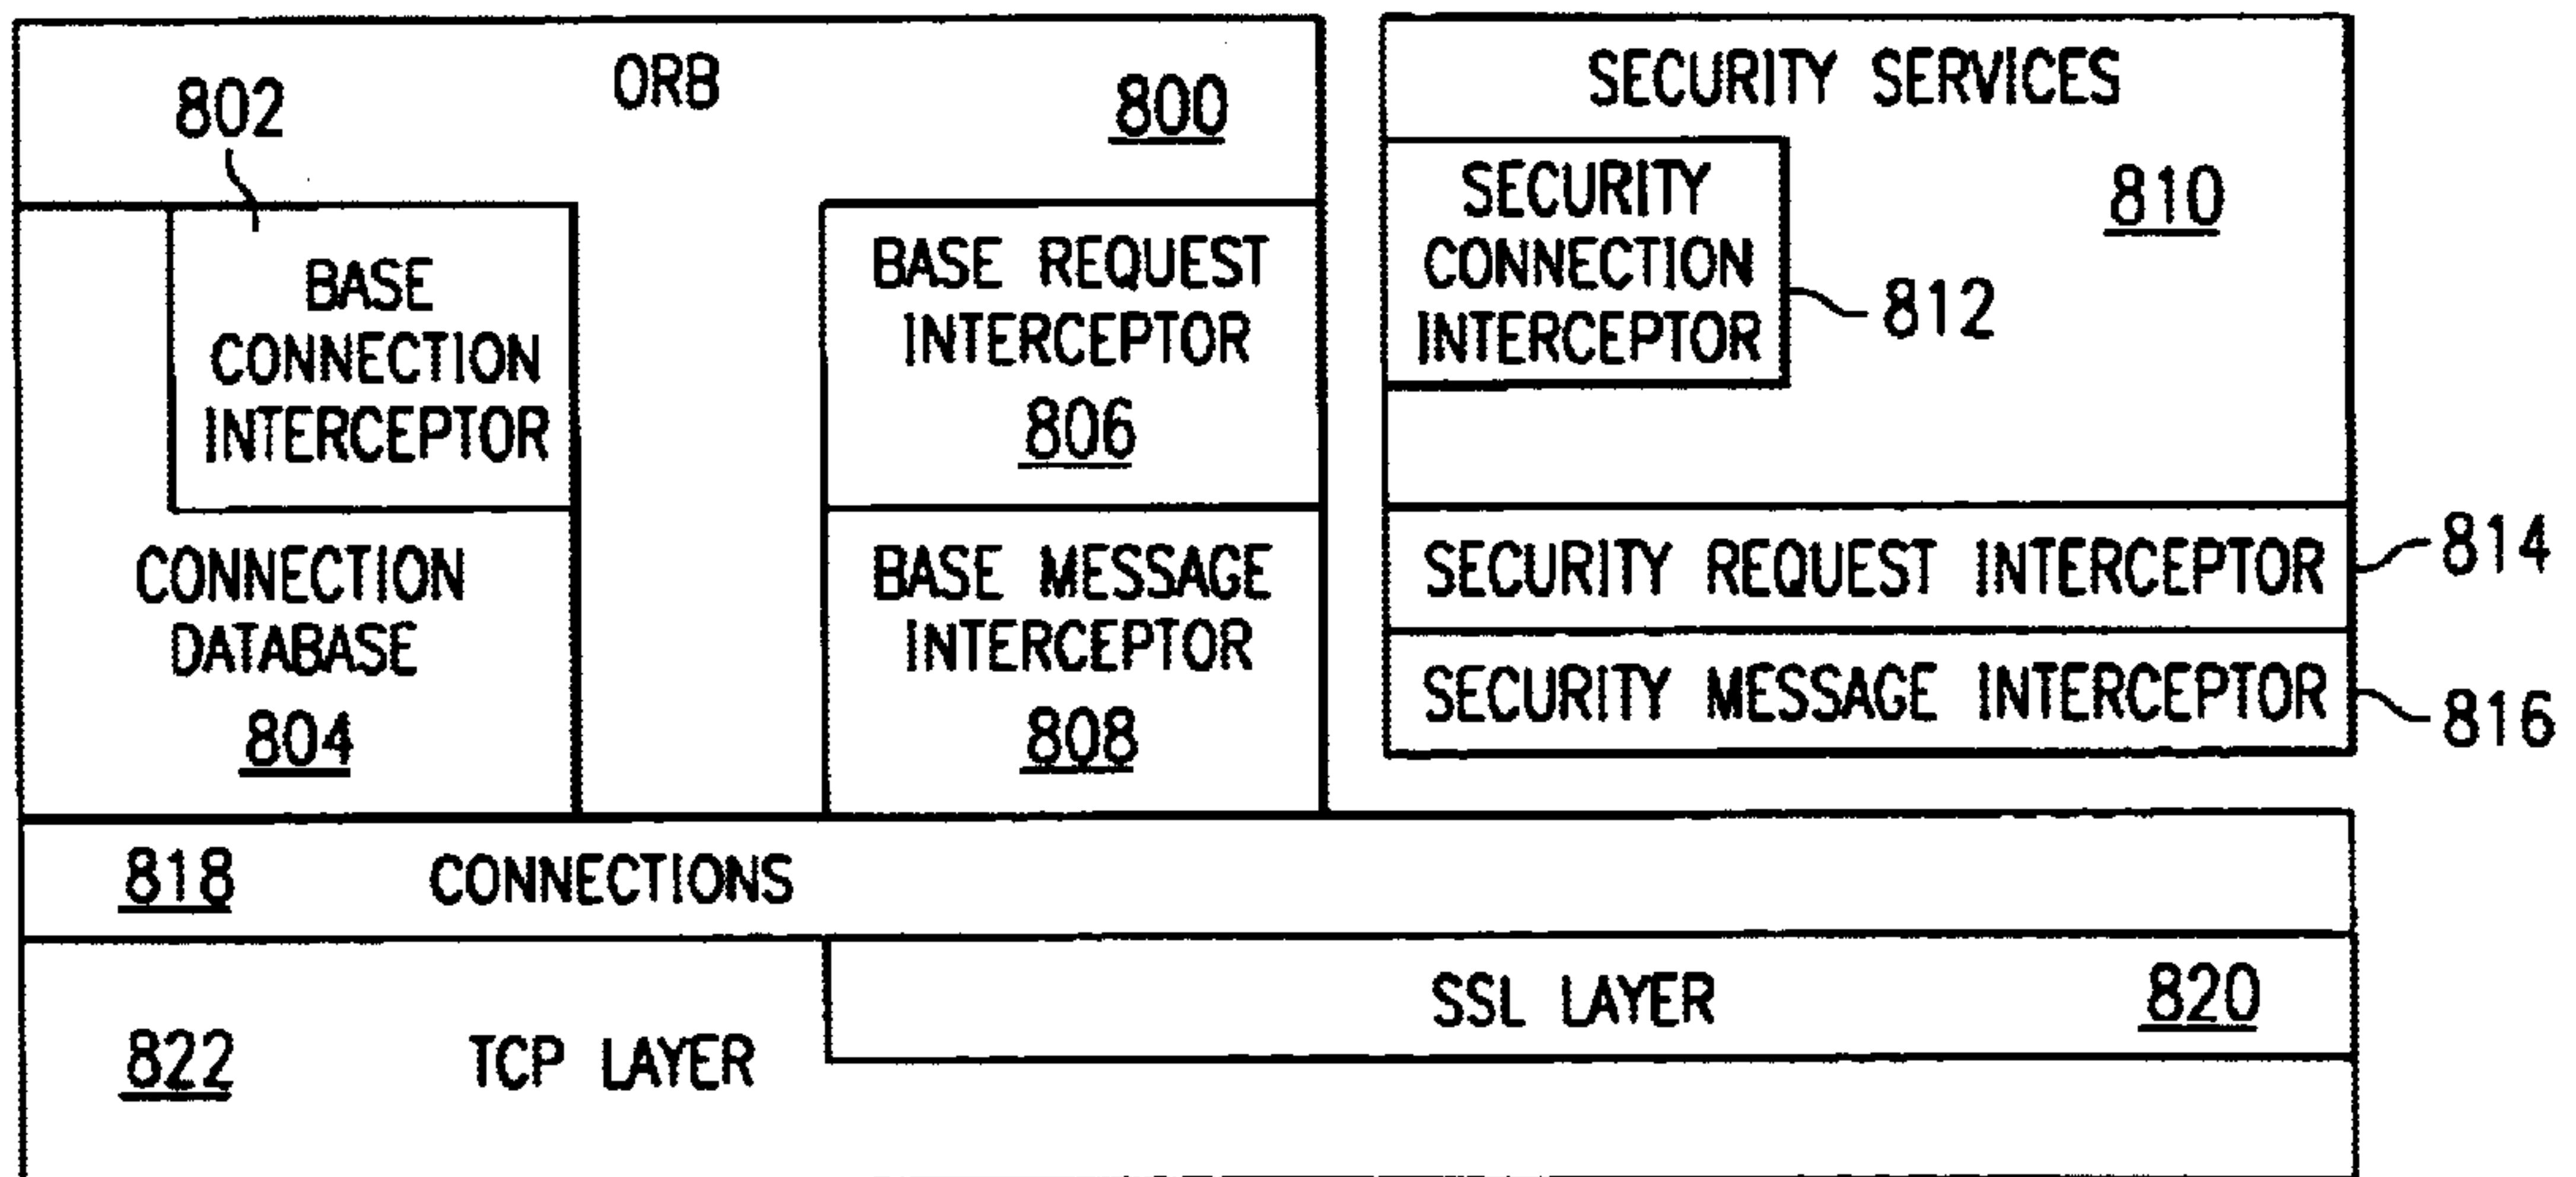 ORB
800
802
BASE
CONNECTION
INTERCEPTOR
CONNECTION
DATABASE
804
BASE REQUEST
INTERCEPTOR
806
BASE MESSAGE
INTERCEPTOR
808
SECURITY SERVICES
810
SECURITY
CONNECTION
INTERCEPTOR
812
SECURITY REQUEST INTERCEPTOR
814
SECURITY MESSAGE INTERCEPTOR
816
818 CONNECTIONS
SSL LAYER 820
822 TCP LAYER